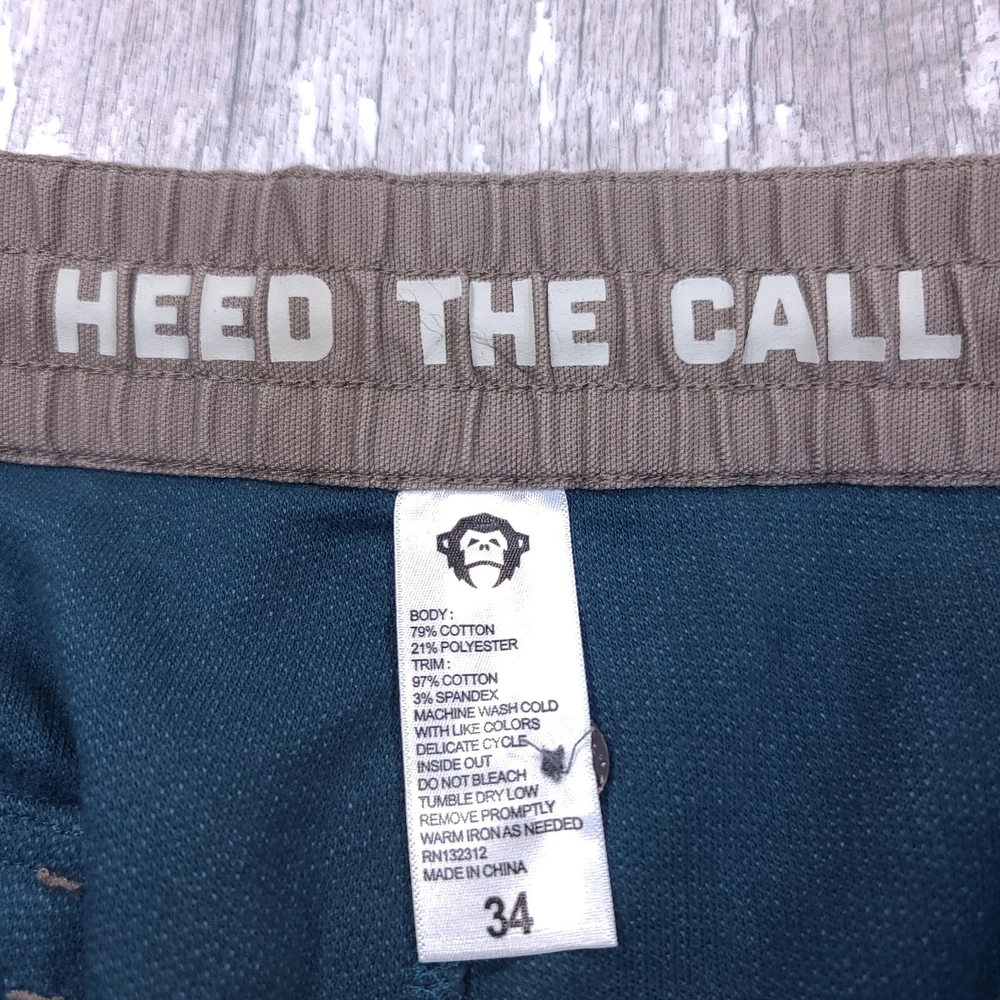 HEED THE CALL
BODY :
79% COTTON
21% POLYESTER
TRIM :
97% COTTON
3% SPANDEX
MACHINE WASH COLD
WITH LIKE COLORS
DELICATE CYCLE
INSIDE OUT
DO NOT BLEACH
TUMBLE DRY LOW
REMOVE PROMPTLY
WARM IRON AS NEEDED
RN132312
MADE IN CHINA
34